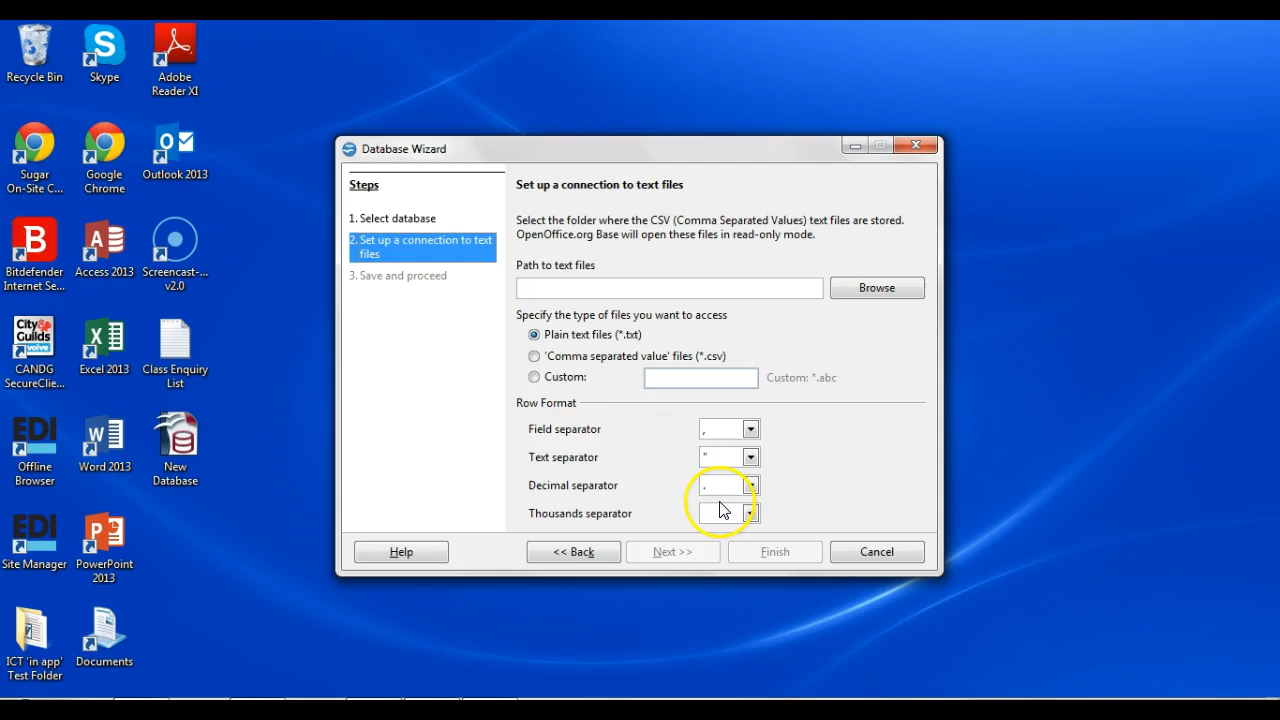 Recycle Bin
Skype
Adobe
Reader XI
Sugar
On-Site C...
Google
Chrome
Outlook 2013
Bitdefender
Internet Se...
Access 2013
Screencast-...
v2.0
City&
Guilds
evolve
CANDG
SecureClie...
Excel 2013
Class Enquiry
List
EDI
Offline
Browser
Word 2013
New
Database
EDI
Site Manager
PowerPoint
2013
ICT 'in app'
Test Folder
Documents
Database Wizard
Steps
1. Select database
2. Set up a connection to text
files
3. Save and proceed
Set up a connection to text files
Select the folder where the CSV (Comma Separated Values) text files are stored.
OpenOffice.org Base will open these files in read-only mode.
Path to text files
Browse
Specify the type of files you want to access
Plain text files (*.txt)
'Comma separated value' files (*.csv)
Custom:
Custom: *.abc
Row Format
Field separator ,
Text separator "
Decimal separator .
Thousands separator
Help
<< Back
Next >>
Finish
Cancel